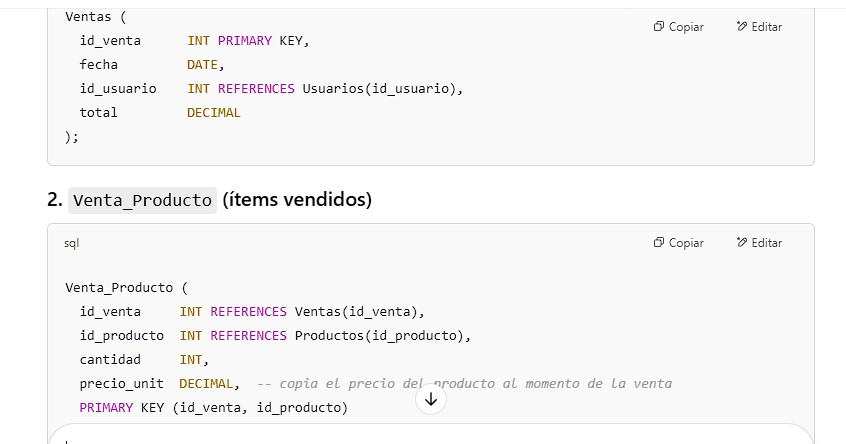 Ventas (
Copiar Editar
id_venta INT PRIMARY KEY,
fecha DATE,
id_usuario INT REFERENCES Usuarios(id_usuario),
total DECIMAL
);
2. Venta_Producto (ítems vendidos)
sql Copiar Editar
Venta_Producto (
id_venta INT REFERENCES Ventas(id_venta),
id_producto INT REFERENCES Productos(id_producto),
cantidad INT,
precio_unit DECIMAL, -- copia el precio del producto al momento de la venta
PRIMARY KEY (id_venta, id_producto)